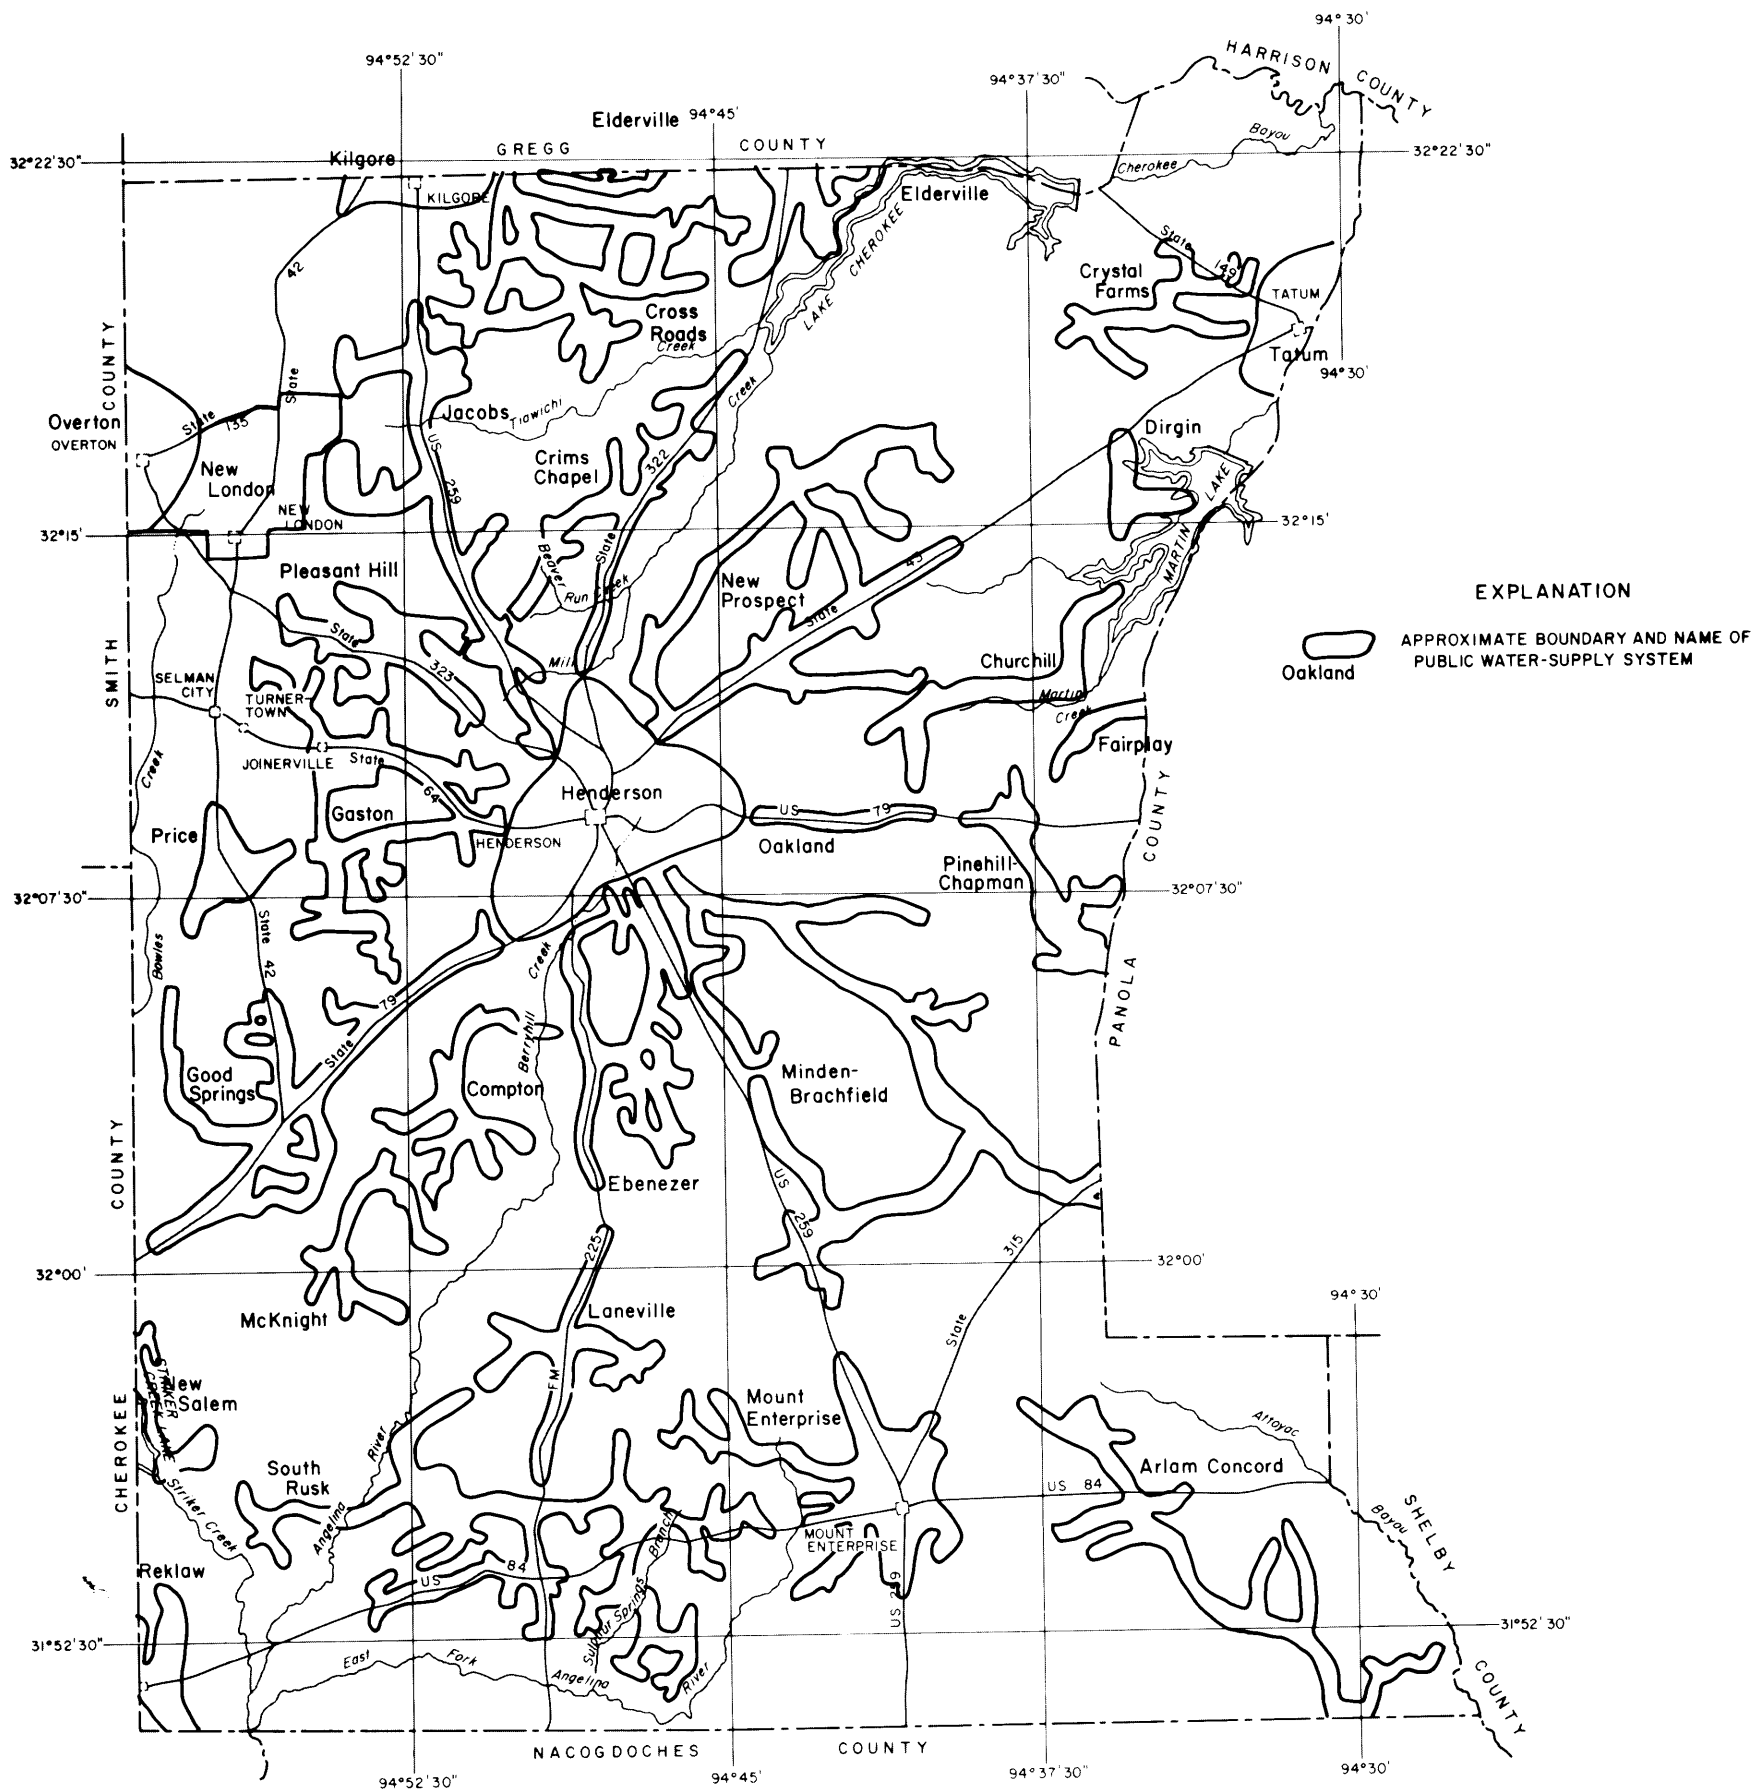 94°30'
HARRISON COUNTY
94°52'30"
94°37'30"
Elderville
94°45'
Bayou
Cherokee
32°22'30"
Kilgore
GREGG COUNTY
32°22'30"
KILGORE
Elderville
LAKE CHEROKEE
State 149
42
Crystal
Farms
TATUM
Cross
Roads
Creek
Tatum
94°30'
COUNTY
State
Jacobs
Tiawichi
Creek
Overton
OVERTON
State 135
US 259
Dirgin
New
London
Crims
Chapel
322
LAKE
NEW
LONDON
32°15'
32°15'
State
43
MARTIN
Pleasant Hill
Beaver
Run Creek
New
Prospect
State
EXPLANATION
APPROXIMATE BOUNDARY AND NAME OF
PUBLIC WATER-SUPPLY SYSTEM
Oakland
State
323
Mill
Churchill
SMITH
SELMAN
CITY
TURNER-
TOWN
Martin
Creek
Fairplay
JOINERVILLE
State
64
Creek
Henderson
US 79
Gaston
Price
HENDERSON
Oakland
COUNTY
Pinehill-
Chapman
32°07'30"
32°07'30"
State 42
Bowles
Creek
PANOLA
79
State
Berryhill
Good
Springs
Compton
Minden-
Brachfield
COUNTY
Ebenezer
US
259
225
315
32°00'
32°00'
94°30'
McKnight
Laneville
State
STRIKER
CREEK LAKE
New
Salem
FM
Mount
Enterprise
CHEROKEE
River
Attoyac
South
Rusk
Arlam Concord
US 84
Striker Creek
Angelina
Branch
MOUNT
ENTERPRISE
SHELBY
Bayou
Reklaw
US 84
US 259
Sulphur Springs
31°52'30"
31°52'30"
East Fork Angelina River
COUNTY
NACOGDOCHES COUNTY
94°52'30"
94°45'
94°37'30"
94°30'